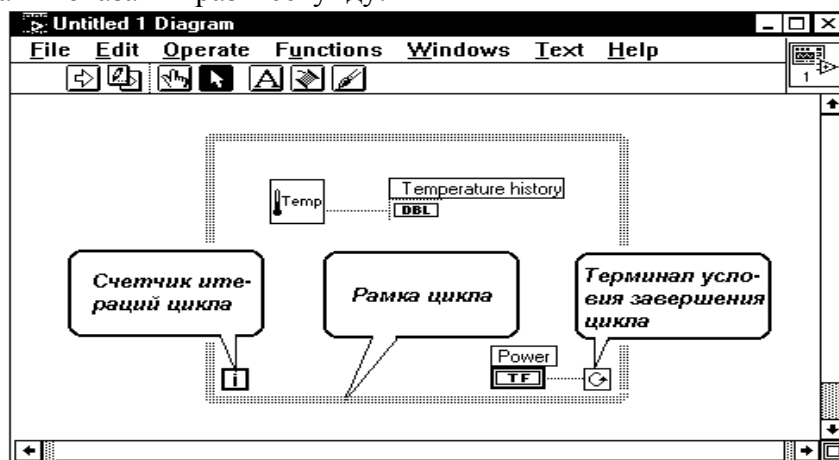 Untitled 1 Diagram
File Edit Operate Functions Windows Text Help
A
1
Temp
Temperature history
DBL
Счетчик ите-
раций цикла
Рамка цикла
Терминал усло-
вия завершения
цикла
Power
TF
i